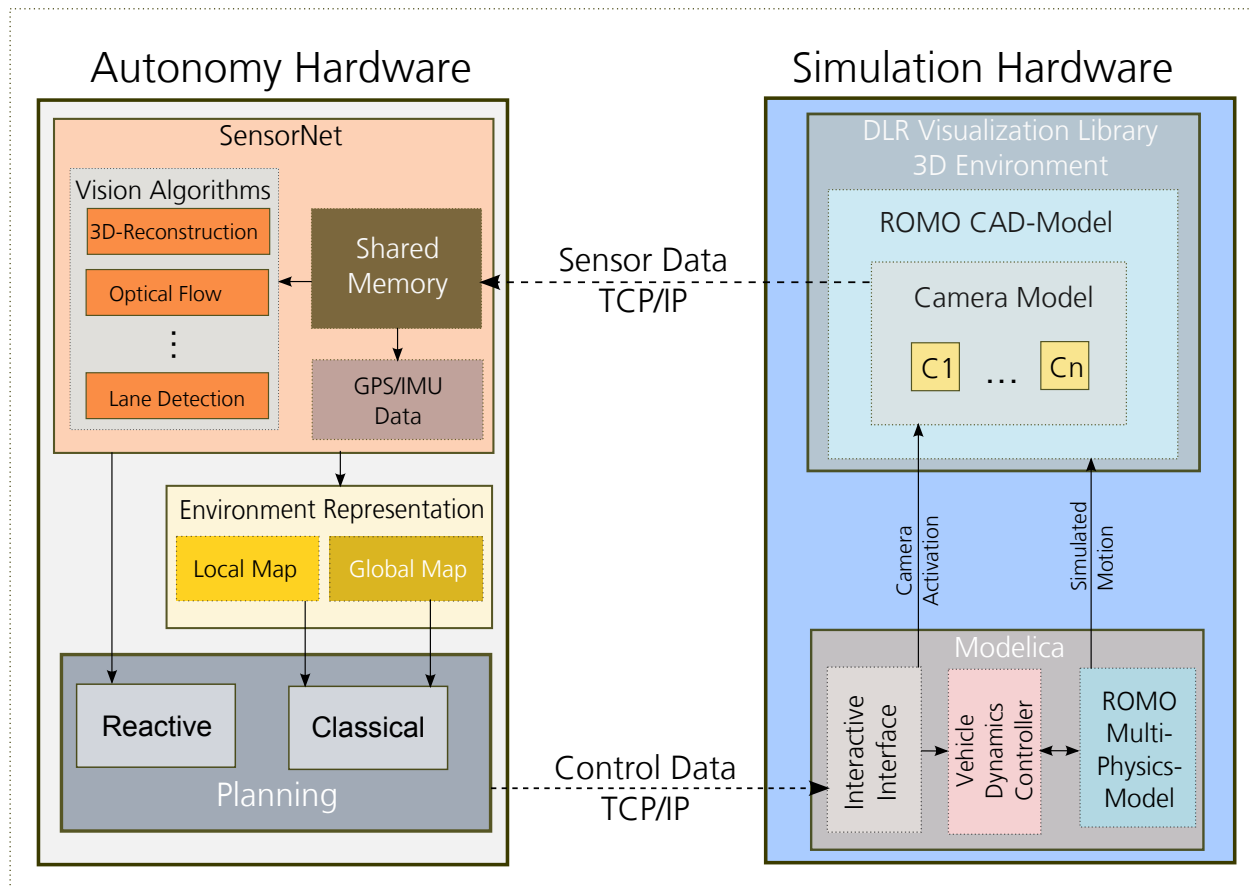 Autonomy Hardware
SensorNet
Vision Algorithms
3D-Reconstruction
Optical Flow
⋮
Lane Detection
Shared
Memory
GPS/IMU
Data
Environment Representation
Local Map
Global Map
Reactive
Classical
Planning
Sensor Data
TCP/IP
Control Data
TCP/IP
Simulation Hardware
DLR Visualization Library
3D Environment
ROMO CAD-Model
Camera Model
C1 ... Cn
Camera
Activation
Simulated
Motion
Modelica
Interactive
Interface
Vehicle
Dynamics
Controller
ROMO
Multi-
Physics-
Model